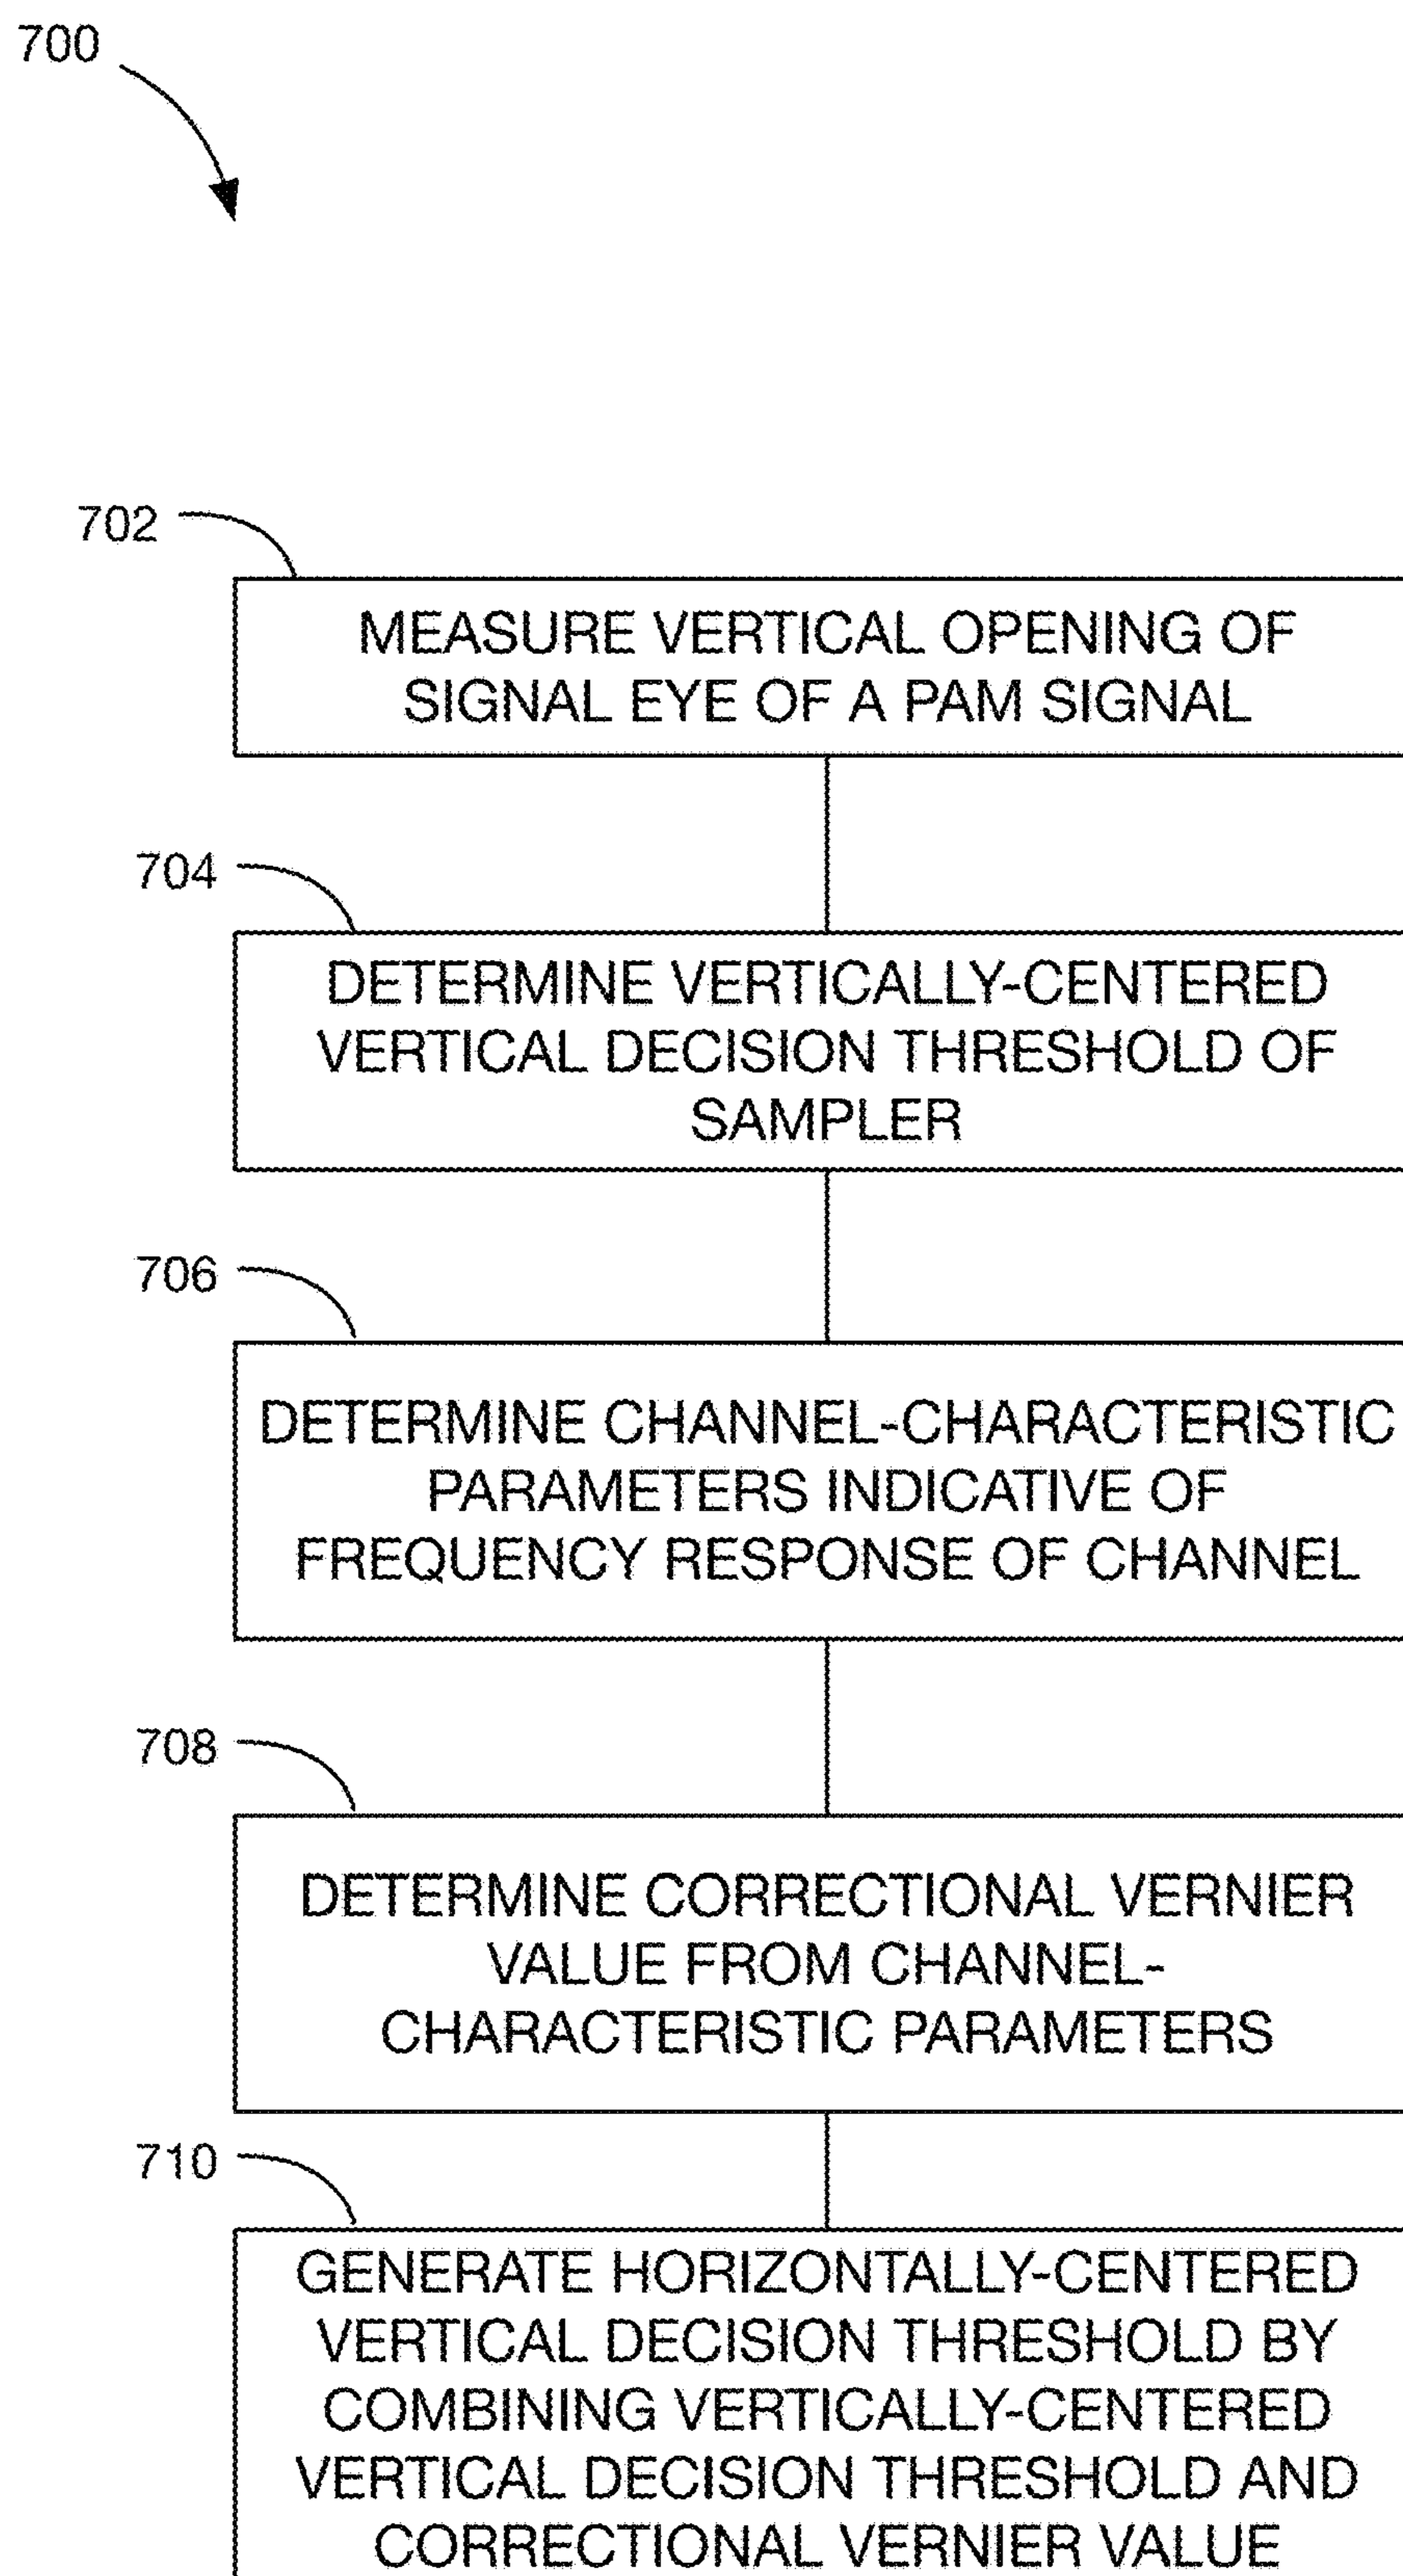 700
702
MEASURE VERTICAL OPENING OF
SIGNAL EYE OF A PAM SIGNAL
704
DETERMINE VERTICALLY-CENTERED
VERTICAL DECISION THRESHOLD OF
SAMPLER
706
DETERMINE CHANNEL-CHARACTERISTIC
PARAMETERS INDICATIVE OF
FREQUENCY RESPONSE OF CHANNEL
708
DETERMINE CORRECTIONAL VERNIER
VALUE FROM CHANNEL-
CHARACTERISTIC PARAMETERS
710
GENERATE HORIZONTALLY-CENTERED
VERTICAL DECISION THRESHOLD BY
COMBINING VERTICALLY-CENTERED
VERTICAL DECISION THRESHOLD AND
CORRECTIONAL VERNIER VALUE